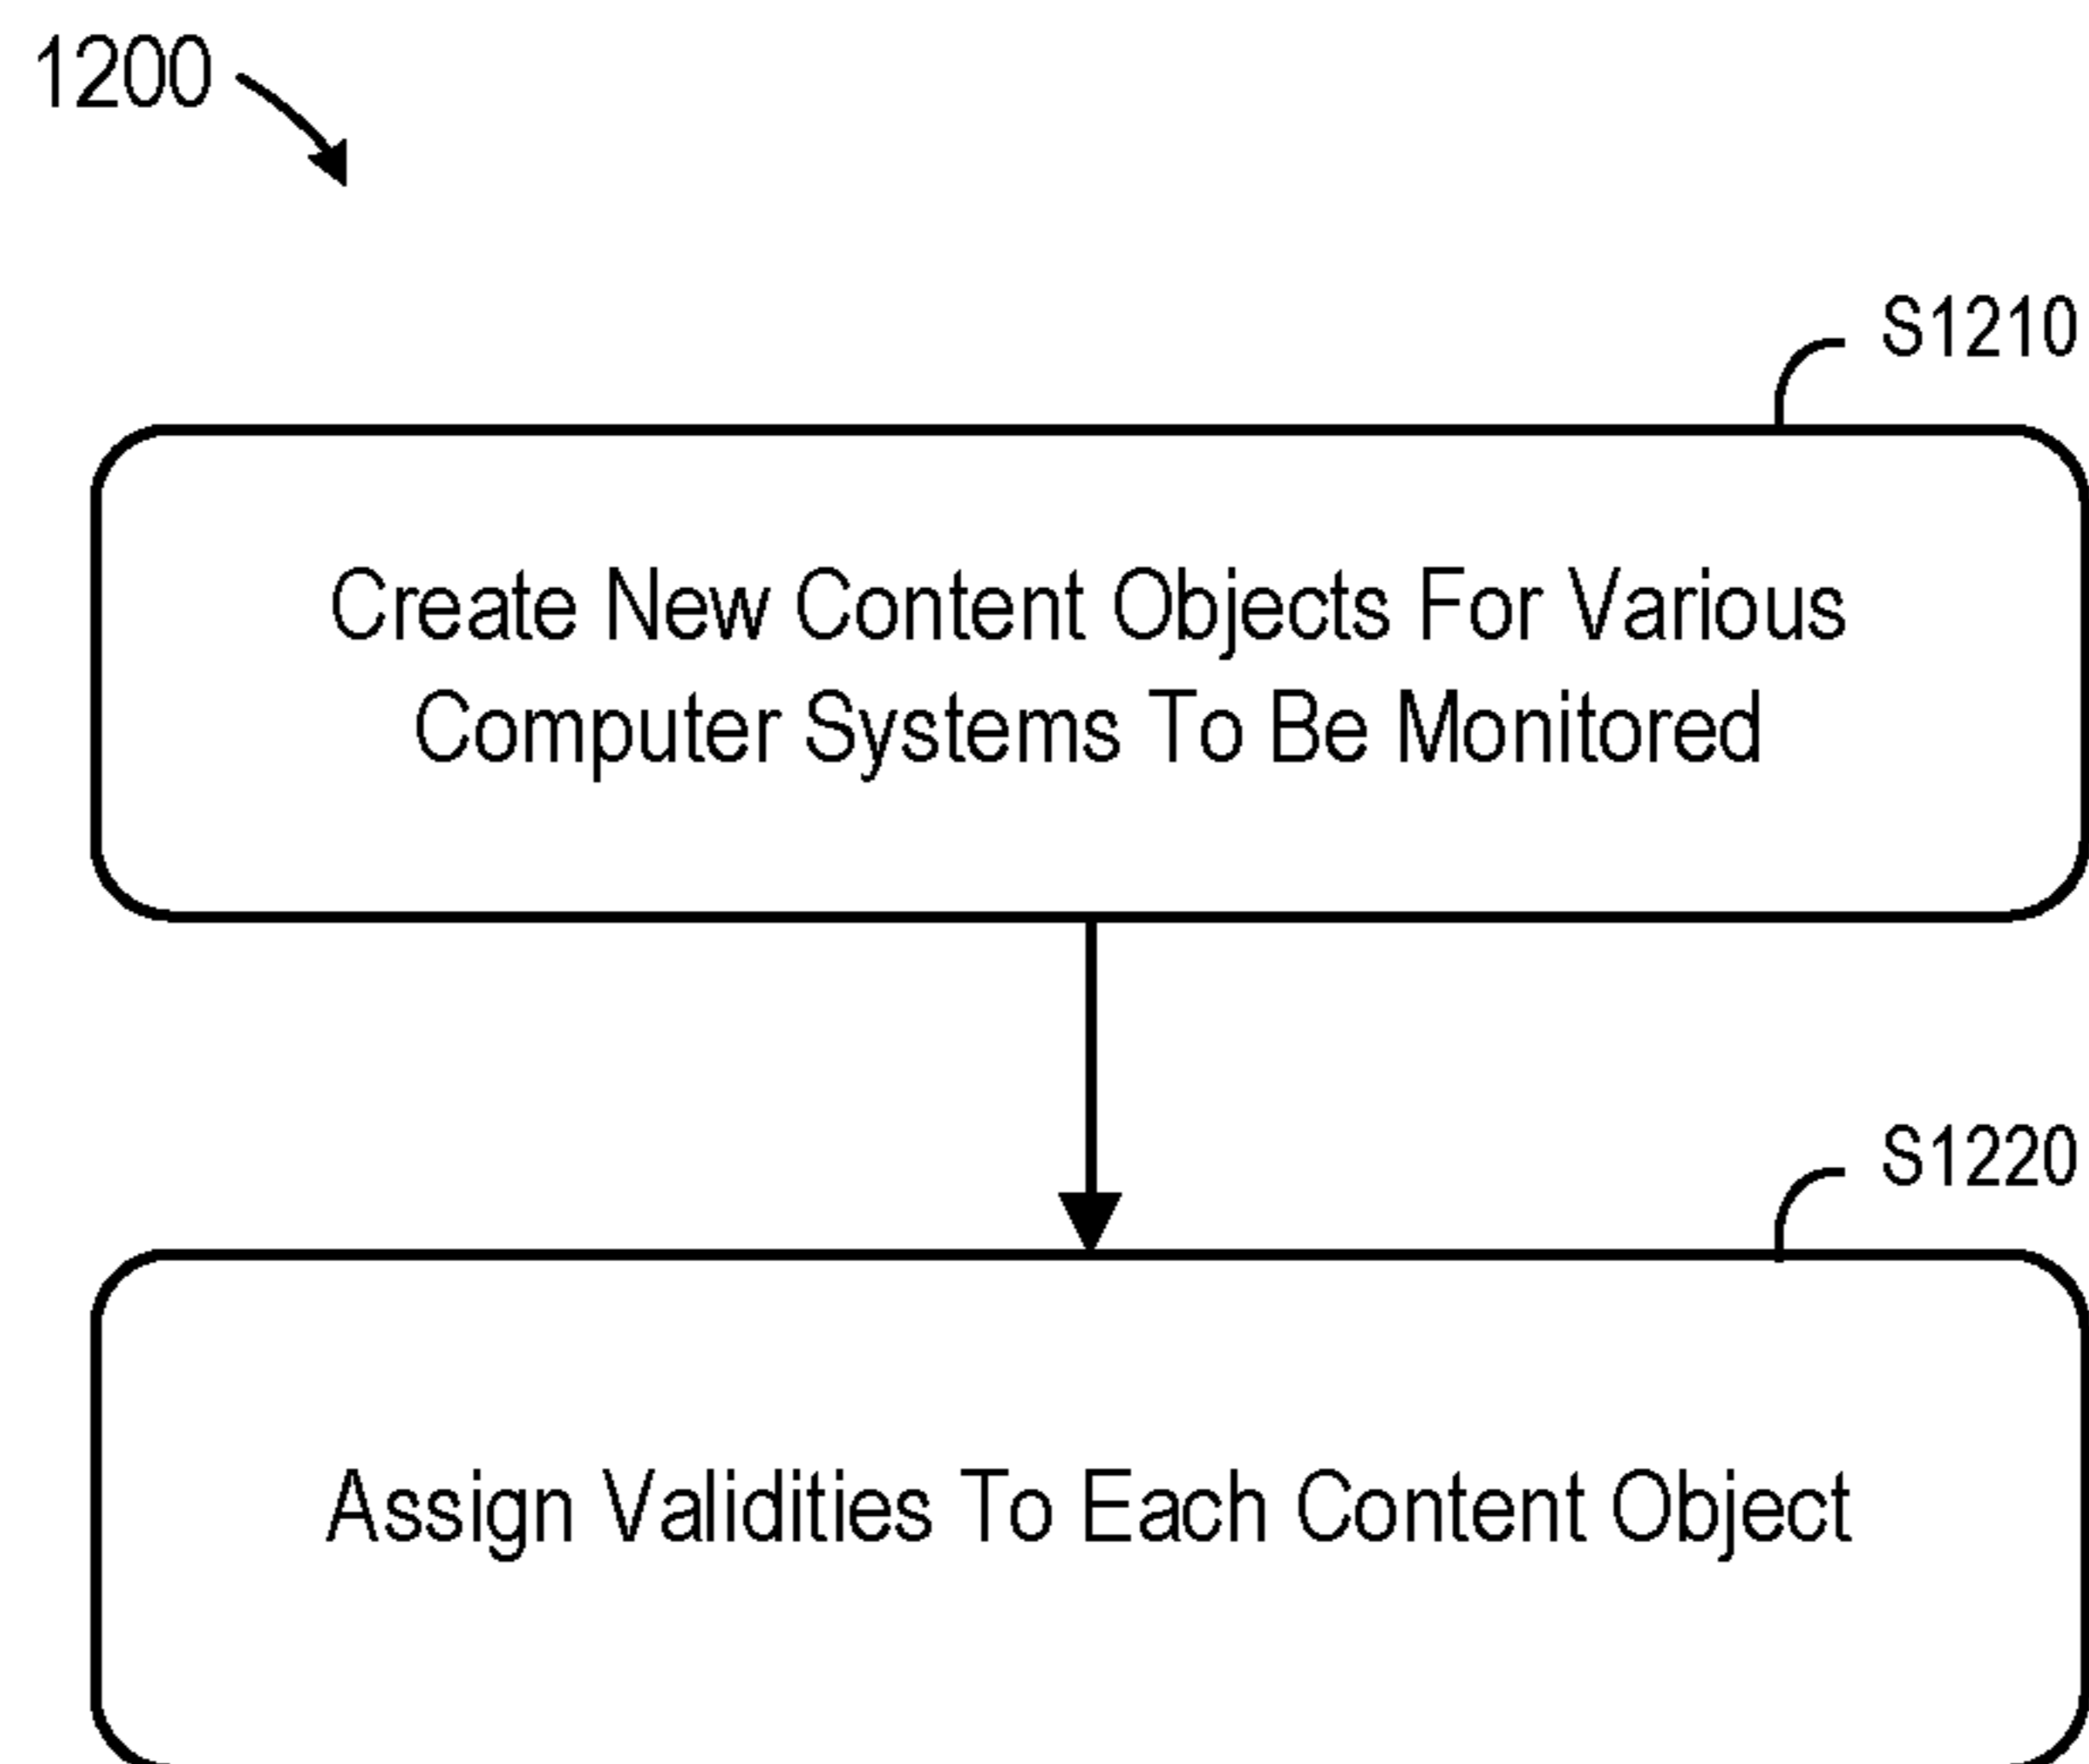 1200
S1210
Create New Content Objects For Various
Computer Systems To Be Monitored
S1220
Assign Validities To Each Content Object